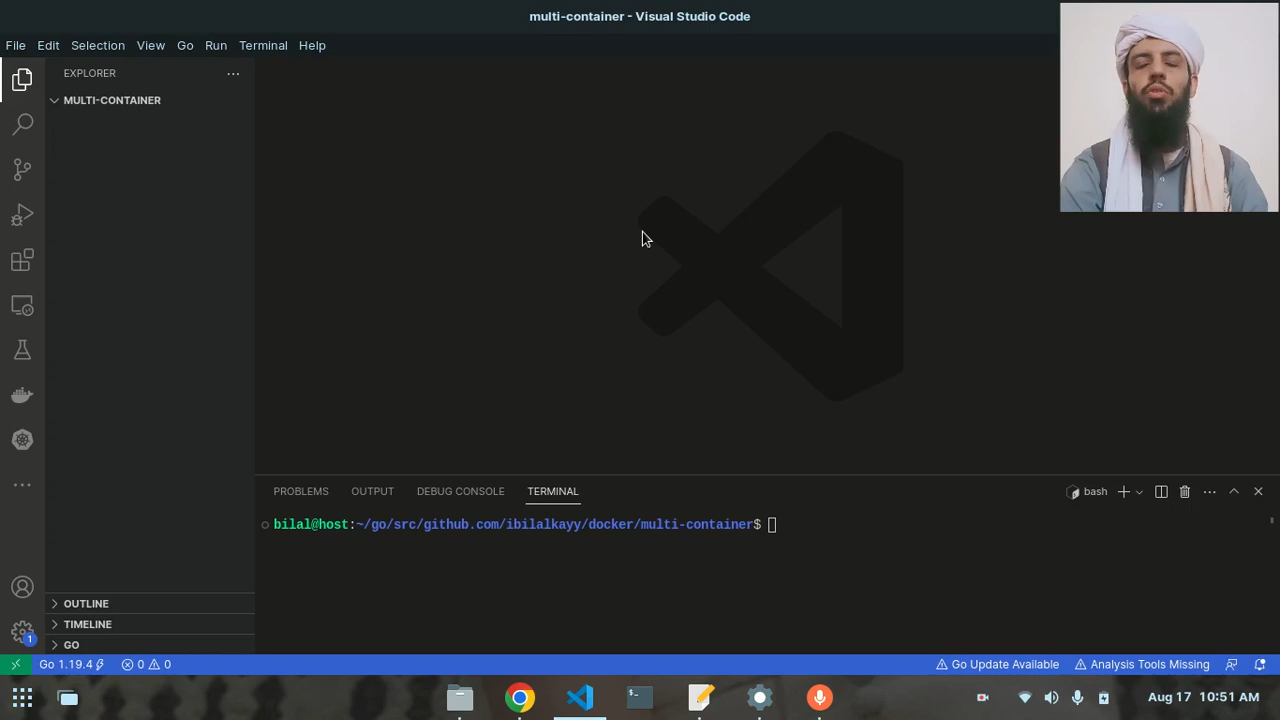 multi-container - Visual Studio Code
File Edit Selection View Go Run Terminal Help
EXPLORER
MULTI-CONTAINER
PROBLEMS OUTPUT DEBUG CONSOLE TERMINAL
bash
bilal@host:~/go/src/github.com/ibilalkayy/docker/multi-container$
OUTLINE
TIMELINE
GO
1
Go 1.19.4 0 0 Go Update Available Analysis Tools Missing
Aug 17 10:51 AM